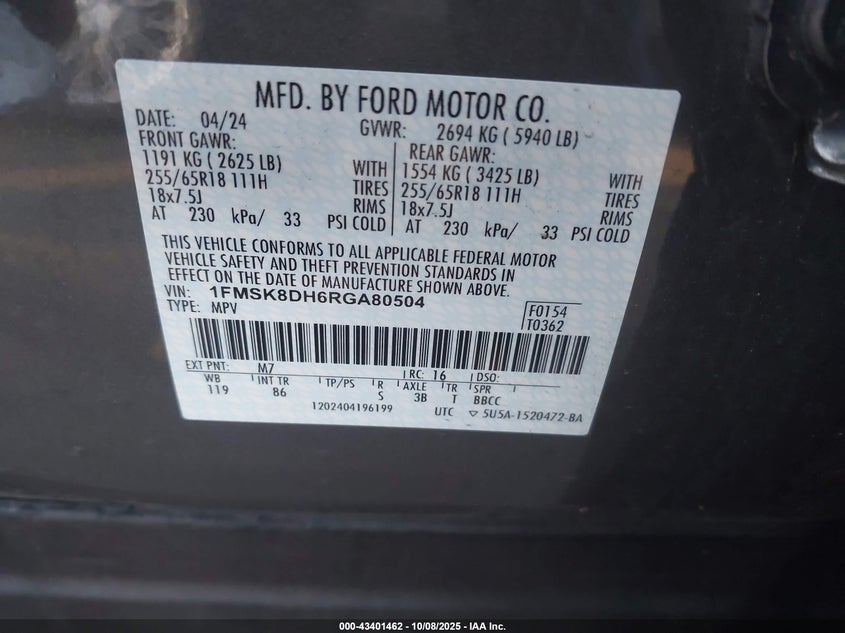 MFD. BY FORD MOTOR CO.
DATE: 04/24 GVWR: 2694 KG ( 5940 LB)
FRONT GAWR: REAR GAWR:
1191 KG ( 2625 LB) WITH 1554 KG ( 3425 LB) WITH
255/65R18 111H TIRES 255/65R18 111H TIRES
18x7.5J RIMS 18x7.5J RIMS
AT 230 kPa/ 33 PSI COLD AT 230 kPa/ 33 PSI COLD
THIS VEHICLE CONFORMS TO ALL APPLICABLE FEDERAL MOTOR
VEHICLE SAFETY AND THEFT PREVENTION STANDARDS IN
EFFECT ON THE DATE OF MANUFACTURE SHOWN ABOVE.
VIN: 1FMSK8DH6RGA80504 F0154
TYPE: MPV T0362
EXT PNT: M7 RC: 16 DSO:
WB INT TR TP/PS R AXLE TR SPR
119 86 S 3B T BBCC
1202404196199 UTC ▽ 5U5A-1520472-BA
000-43401462 - 10/08/2025 - IAA Inc.